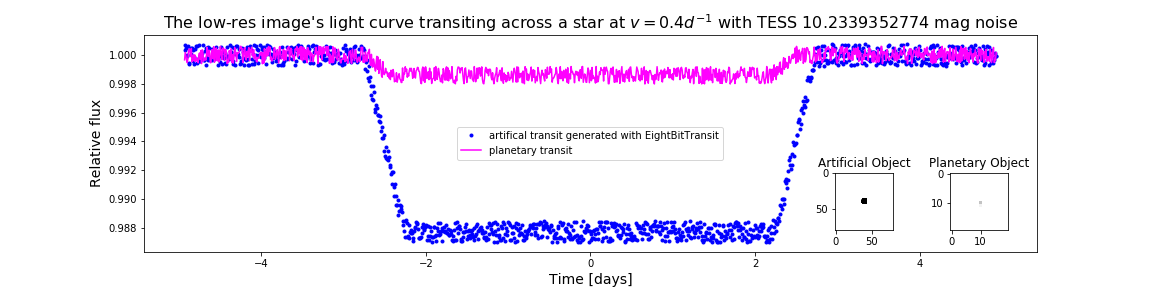 The low-res image's light curve transiting across a star at v = 0.4d⁻¹ with TESS 10.2339352774 mag noise
Relative flux
1.000
0.998
0.996
0.994
0.992
0.990
0.988
artifical transit generated with EightBitTransit
planetary transit
Artificial Object
0
50
0 50
Planetary Object
0
10
0 10
−4 −2 0 2 4
Time [days]